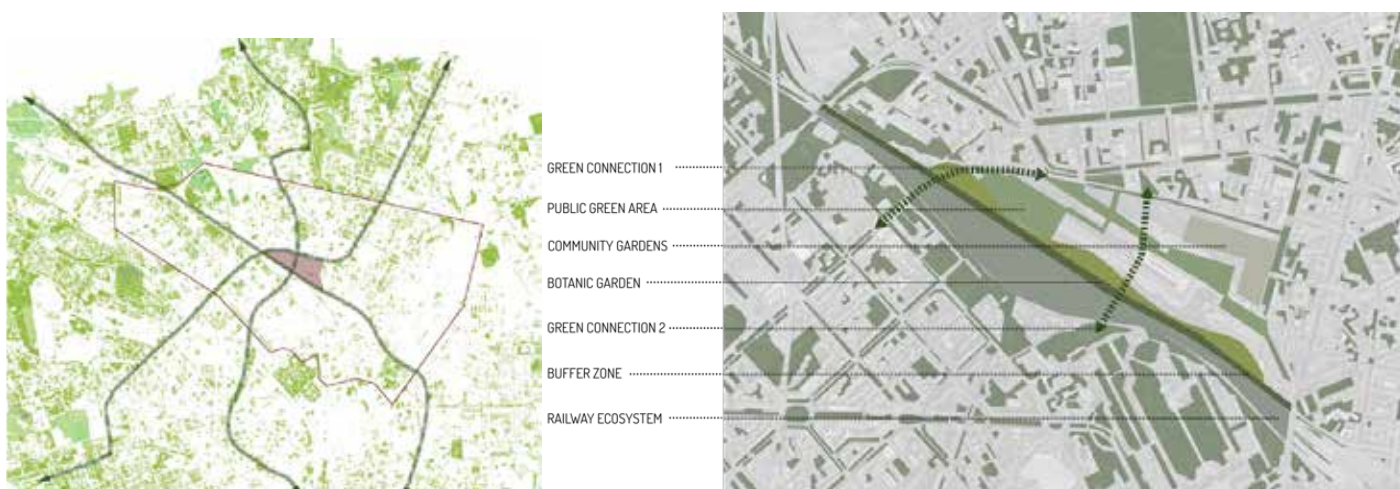 GREEN CONNECTION 1
PUBLIC GREEN AREA
COMMUNITY GARDENS
BOTANIC GARDEN
GREEN CONNECTION 2
BUFFER ZONE
RAILWAY ECOSYSTEM